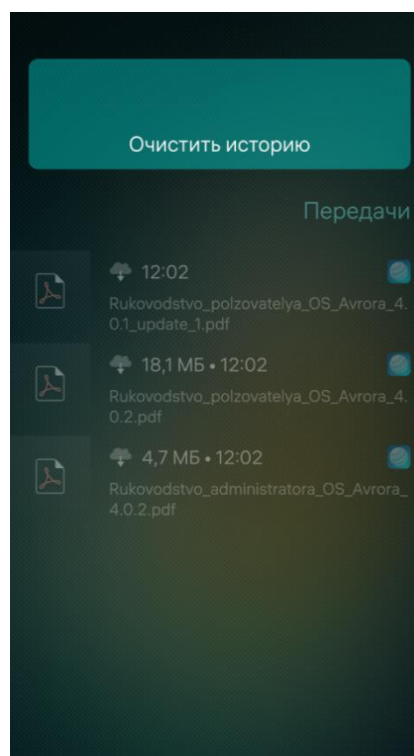 Очистить историю
Передачи
12:02
Rukovodstvo_polzovatelya_OS_Avrora_4.
0.1_update_1.pdf
18,1 МБ • 12:02
Rukovodstvo_polzovatelya_OS_Avrora_4.
0.2.pdf
4,7 МБ • 12:02
Rukovodstvo_administratora_OS_Avrora_
4.0.2.pdf